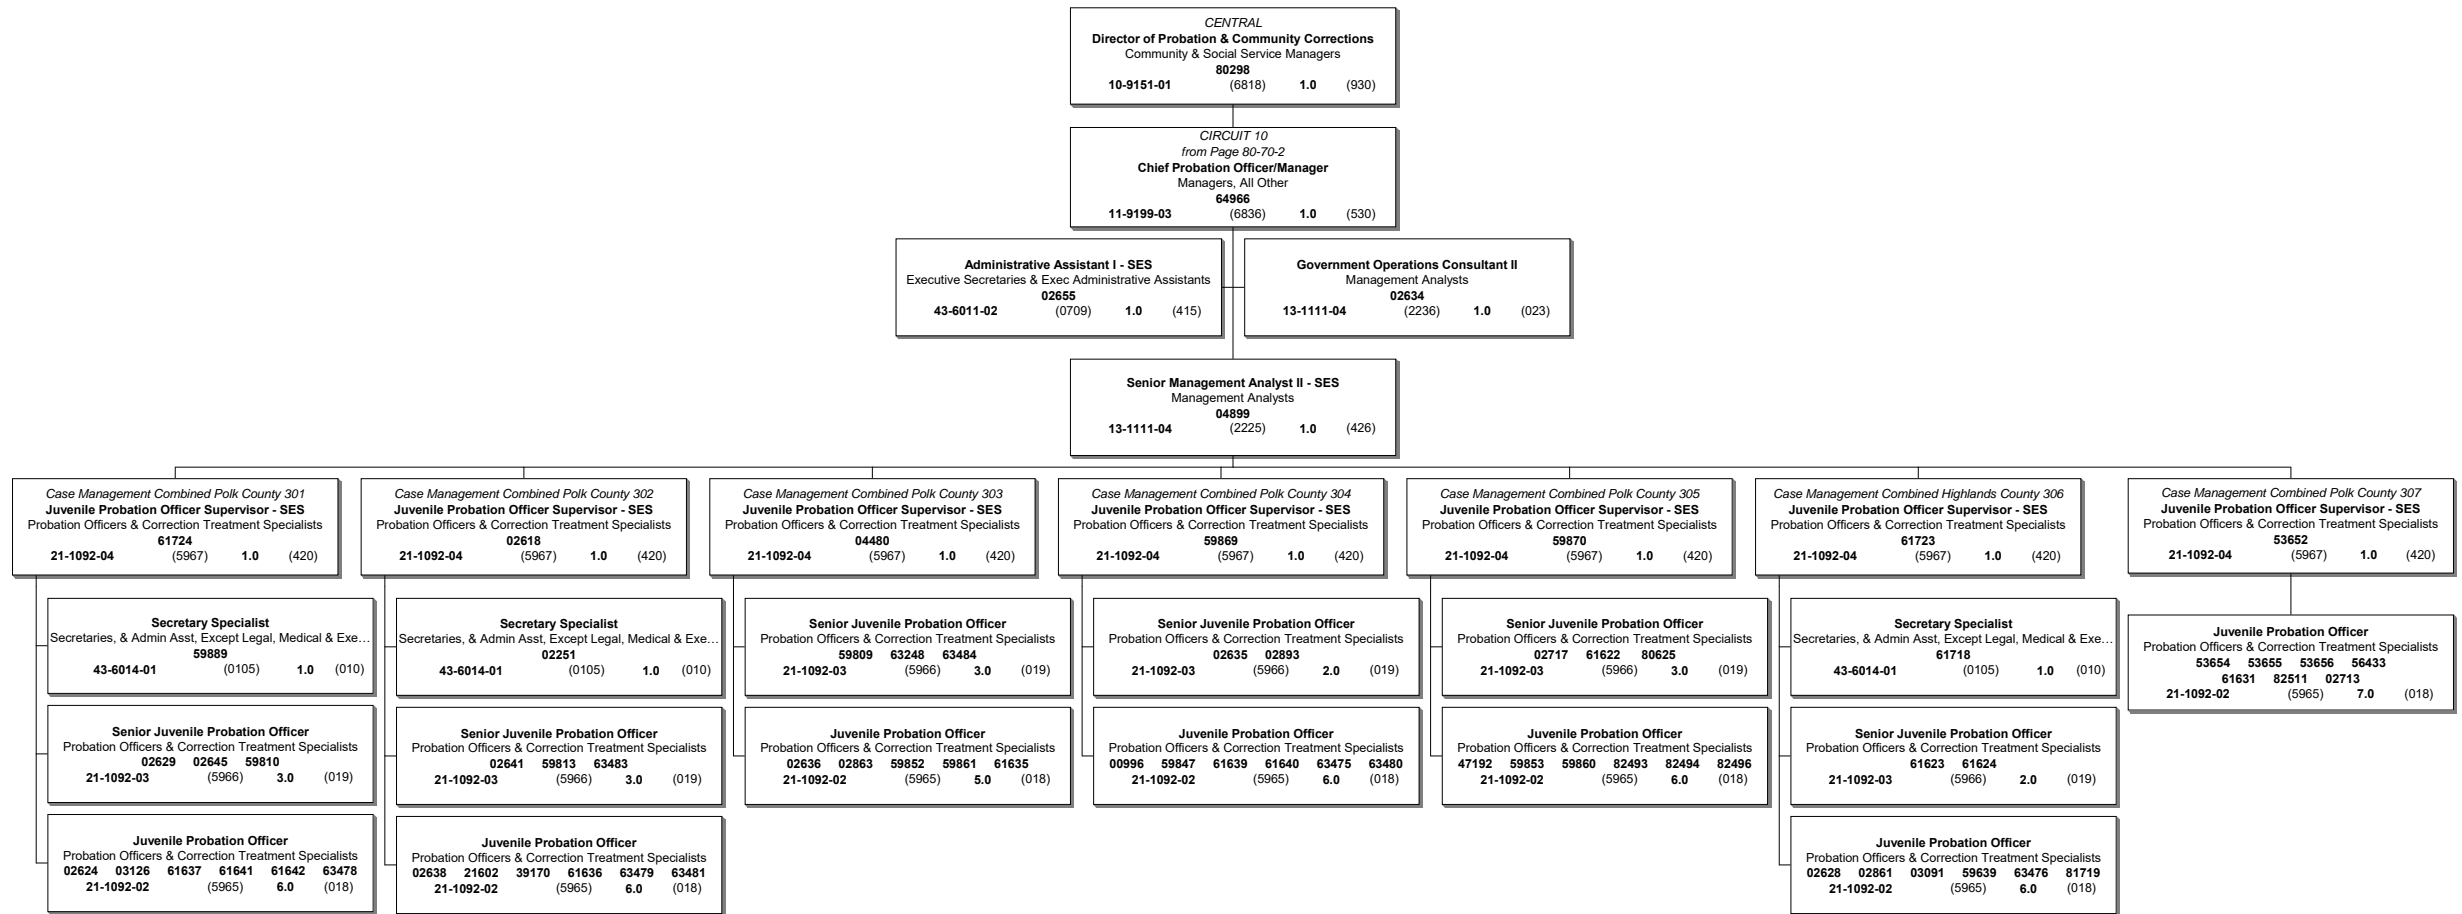 CENTRAL
Director of Probation & Community Corrections
Community & Social Service Managers
80298
10-9151-01 (6818) 1.0 (930)
CIRCUIT 10
from Page 80-70-2
Chief Probation Officer/Manager
Managers, All Other
64966
11-9199-03 (6836) 1.0 (530)
Administrative Assistant I - SES
Executive Secretaries & Exec Administrative Assistants
02655
43-6011-02 (0709) 1.0 (415)
Government Operations Consultant II
Management Analysts
02634
13-1111-04 (2236) 1.0 (023)
Senior Management Analyst II - SES
Management Analysts
04899
13-1111-04 (2225) 1.0 (426)
Case Management Combined Polk County 301
Juvenile Probation Officer Supervisor - SES
Probation Officers & Correction Treatment Specialists
61724
21-1092-04 (5967) 1.0 (420)
Secretary Specialist
Secretaries, & Admin Asst, Except Legal, Medical & Exe...
59889
43-6014-01 (0105) 1.0 (010)
Senior Juvenile Probation Officer
Probation Officers & Correction Treatment Specialists
02629 02645 59810
21-1092-03 (5966) 3.0 (019)
Juvenile Probation Officer
Probation Officers & Correction Treatment Specialists
02624 03126 61637 61641 61642 63478
21-1092-02 (5965) 6.0 (018)
Case Management Combined Polk County 302
Juvenile Probation Officer Supervisor - SES
Probation Officers & Correction Treatment Specialists
02618
21-1092-04 (5967) 1.0 (420)
Secretary Specialist
Secretaries, & Admin Asst, Except Legal, Medical & Exe...
02251
43-6014-01 (0105) 1.0 (010)
Senior Juvenile Probation Officer
Probation Officers & Correction Treatment Specialists
02641 59813 63483
21-1092-03 (5966) 3.0 (019)
Juvenile Probation Officer
Probation Officers & Correction Treatment Specialists
02638 21602 39170 61636 63479 63481
21-1092-02 (5965) 6.0 (018)
Case Management Combined Polk County 303
Juvenile Probation Officer Supervisor - SES
Probation Officers & Correction Treatment Specialists
04480
21-1092-04 (5967) 1.0 (420)
Senior Juvenile Probation Officer
Probation Officers & Correction Treatment Specialists
59809 63248 63484
21-1092-03 (5966) 3.0 (019)
Juvenile Probation Officer
Probation Officers & Correction Treatment Specialists
02636 02863 59852 59861 61635
21-1092-02 (5965) 5.0 (018)
Case Management Combined Polk County 304
Juvenile Probation Officer Supervisor - SES
Probation Officers & Correction Treatment Specialists
59869
21-1092-04 (5967) 1.0 (420)
Senior Juvenile Probation Officer
Probation Officers & Correction Treatment Specialists
02635 02893
21-1092-03 (5966) 2.0 (019)
Juvenile Probation Officer
Probation Officers & Correction Treatment Specialists
00996 59847 61639 61640 63475 63480
21-1092-02 (5965) 6.0 (018)
Case Management Combined Polk County 305
Juvenile Probation Officer Supervisor - SES
Probation Officers & Correction Treatment Specialists
59870
21-1092-04 (5967) 1.0 (420)
Senior Juvenile Probation Officer
Probation Officers & Correction Treatment Specialists
02717 61622 80625
21-1092-03 (5966) 3.0 (019)
Juvenile Probation Officer
Probation Officers & Correction Treatment Specialists
47192 59853 59860 82493 82494 82496
21-1092-02 (5965) 6.0 (018)
Case Management Combined Highlands County 306
Juvenile Probation Officer Supervisor - SES
Probation Officers & Correction Treatment Specialists
61723
21-1092-04 (5967) 1.0 (420)
Secretary Specialist
Secretaries, & Admin Asst, Except Legal, Medical & Exe...
61718
43-6014-01 (0105) 1.0 (010)
Senior Juvenile Probation Officer
Probation Officers & Correction Treatment Specialists
61623 61624
21-1092-03 (5966) 2.0 (019)
Juvenile Probation Officer
Probation Officers & Correction Treatment Specialists
02628 02861 03091 59639 63476 81719
21-1092-02 (5965) 6.0 (018)
Case Management Combined Polk County 307
Juvenile Probation Officer Supervisor - SES
Probation Officers & Correction Treatment Specialists
53652
21-1092-04 (5967) 1.0 (420)
Juvenile Probation Officer
Probation Officers & Correction Treatment Specialists
53654 53655 53656 56433
61631 82511 02713
21-1092-02 (5965) 7.0 (018)